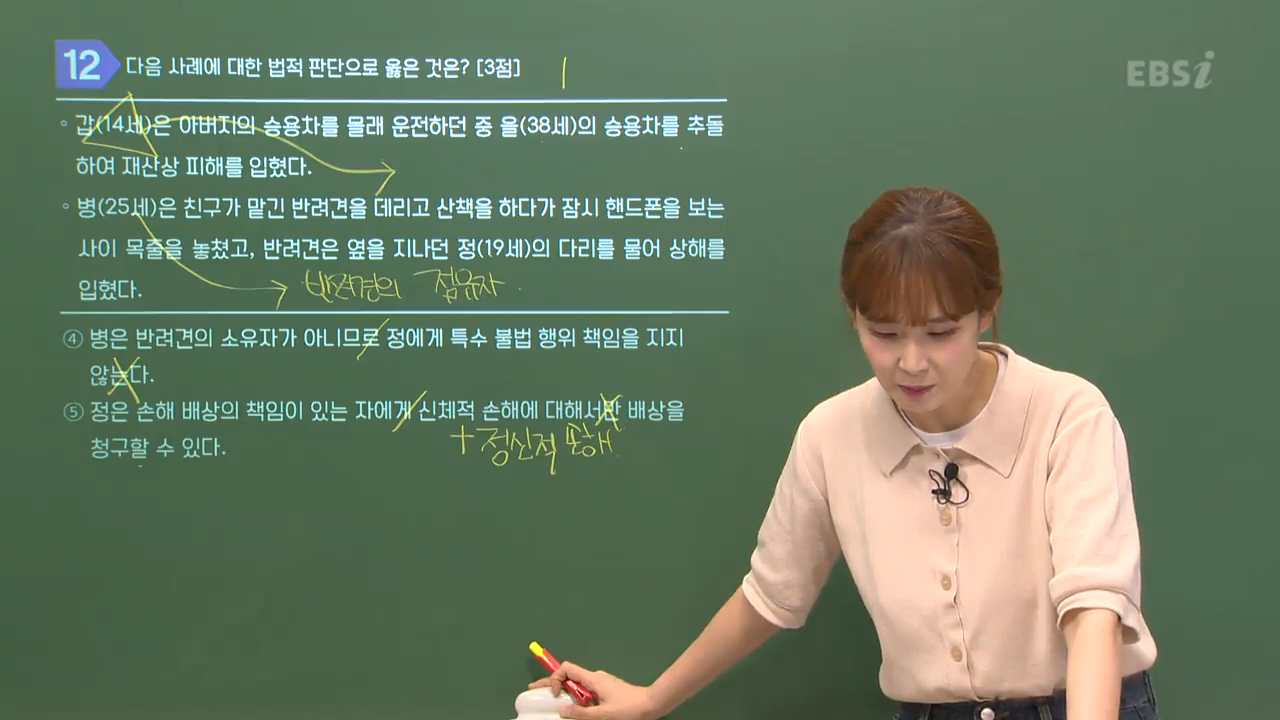 12 다음 사례에 대한 법적 판단으로 옳은 것은? [3점]
EBSi
◦ 갑(14세)은 아버지의 승용차를 몰래 운전하던 중 을(38세)의 승용차를 추돌
하여 재산상 피해를 입혔다.
◦ 병(25세)은 친구가 맡긴 반려견을 데리고 산책을 하다가 잠시 핸드폰을 보는
사이 목줄을 놓쳤고, 반려견은 옆을 지나던 정(19세)의 다리를 물어 상해를
입혔다.
반려견의 점유자
④ 병은 반려견의 소유자가 아니므로 정에게 특수 불법 행위 책임을 지지
않는다.
⑤ 정은 손해 배상의 책임이 있는 자에게 신체적 손해에 대해서만 배상을
청구할 수 있다.
+ 정신적 손해